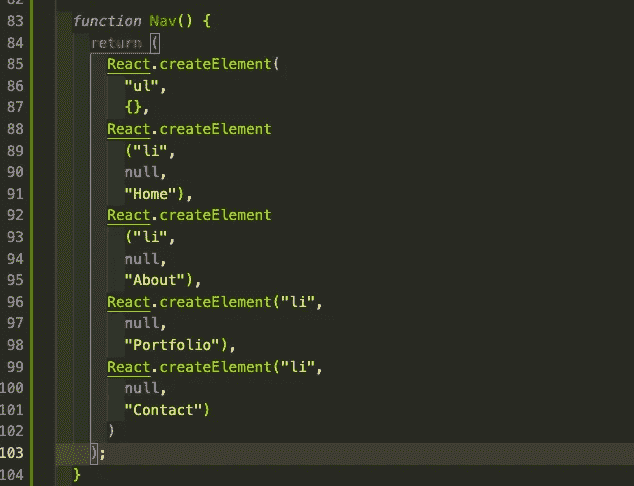 82
83 function Nav() {
84 return (
85 React.createElement(
86 "ul",
87 {},
88 React.createElement
89 ("li",
90 null,
91 "Home"),
92 React.createElement
93 ("li",
94 null,
95 "About"),
96 React.createElement("li",
97 null,
98 "Portfolio"),
99 React.createElement("li",
100 null,
101 "Contact")
102 )
103 );
104 }